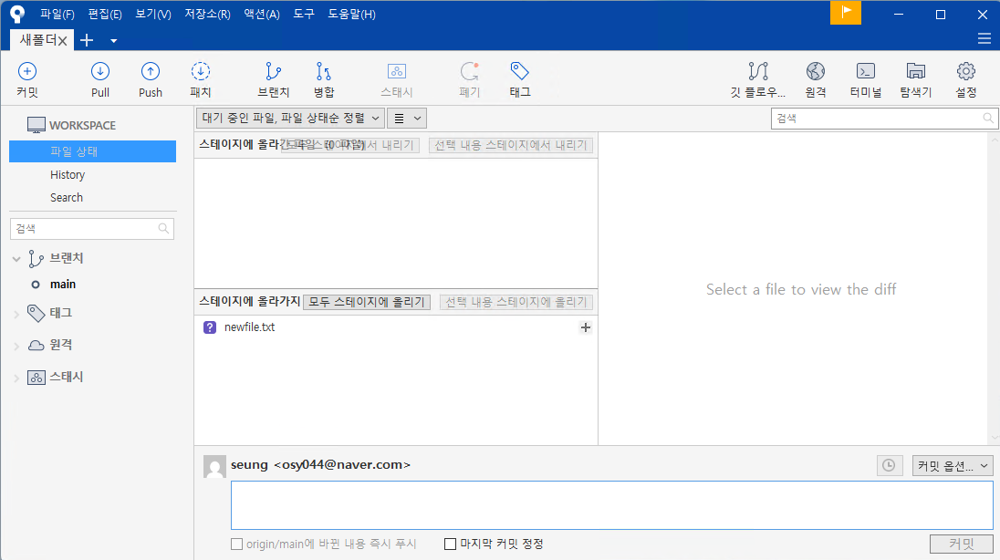 파일(F) 편집(E) 보기(V) 저장소(R) 액션(A) 도구 도움말(H)
새폴더
커밋 Pull Push 패치 브랜치 병합 스태시 폐기 태그 깃 플로우... 원격 터미널 탐색기 설정
WORKSPACE
파일 상태
History
Search
검색
브랜치
main
태그
원격
스태시
대기 중인 파일, 파일 상태순 정렬
검색
스테이지에 올라간 파일 (0 파일)
스테이지에서 내리기
선택 내용 스테이지에서 내리기
스테이지에 올라가지
모두 스테이지에 올리기
선택 내용 스테이지에 올리기
? newfile.txt
Select a file to view the diff
seung <osy044@naver.com>
커밋 옵션...
origin/main에 바뀐 내용 즉시 푸시
마지막 커밋 정정
커밋